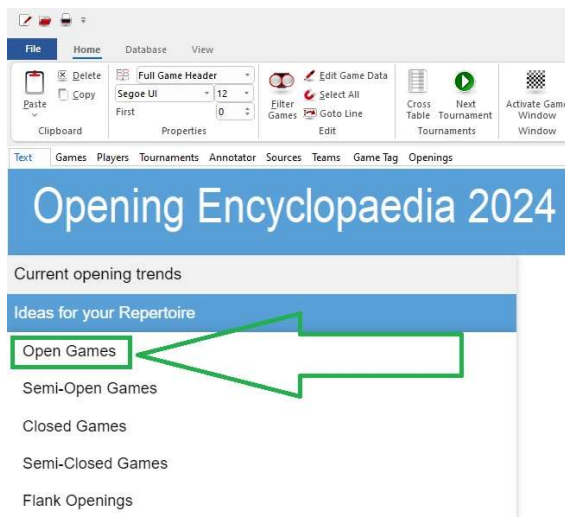 File Home Database View
Delete Full Game Header Edit Game Data
Paste Copy Segoe UI 12 Filter Games Select All Cross Table Next Tournament Activate Gam Window
First 0 Goto Line
Clipboard Properties Edit Tournaments Window
Text Games Players Tournaments Annotator Sources Teams Game Tag Openings
Opening Encyclopaedia 2024
Current opening trends
Ideas for your Repertoire
Open Games
Semi-Open Games
Closed Games
Semi-Closed Games
Flank Openings